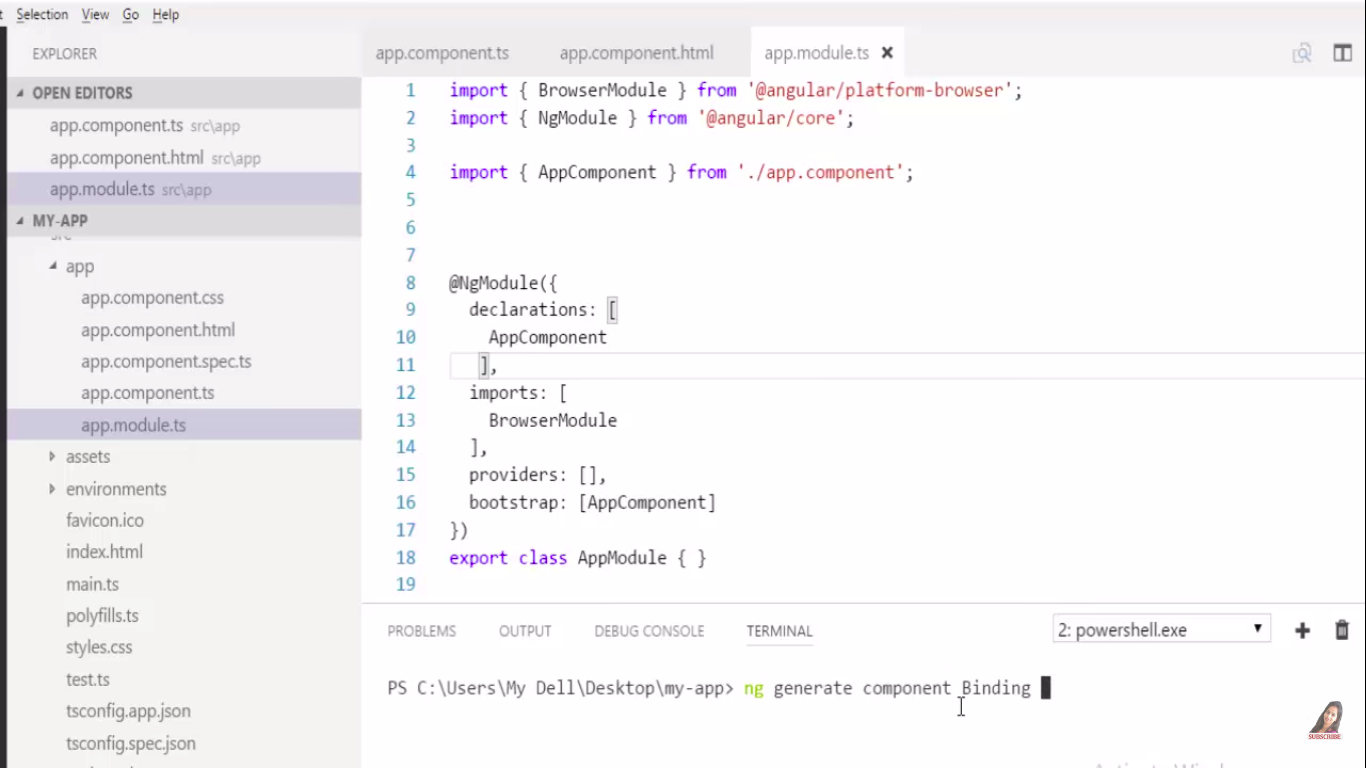 Selection View Go Help
EXPLORER
OPEN EDITORS
app.component.ts src\app
app.component.html src\app
app.module.ts src\app
MY-APP
src
app
app.component.css
app.component.html
app.component.spec.ts
app.component.ts
app.module.ts
assets
environments
favicon.ico
index.html
main.ts
polyfills.ts
styles.css
test.ts
tsconfig.app.json
tsconfig.spec.json
app.component.ts app.component.html app.module.ts
1 import { BrowserModule } from '@angular/platform-browser';
2 import { NgModule } from '@angular/core';
3
4 import { AppComponent } from './app.component';
5
6
7
8 @NgModule({
9 declarations: [
10 AppComponent
11 ],
12 imports: [
13 BrowserModule
14 ],
15 providers: [],
16 bootstrap: [AppComponent]
17 })
18 export class AppModule { }
19
PROBLEMS OUTPUT DEBUG CONSOLE TERMINAL 2: powershell.exe
PS C:\Users\My Dell\Desktop\my-app> ng generate component Binding
SUBSCRIBE